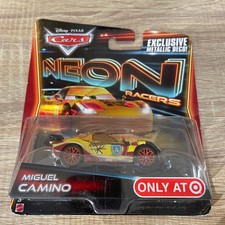 Disney · PIXAR
Cars
EXCLUSIVE
METALLIC DECO!
NEON
RACERS
MIGUEL
CAMINO
ONLY AT